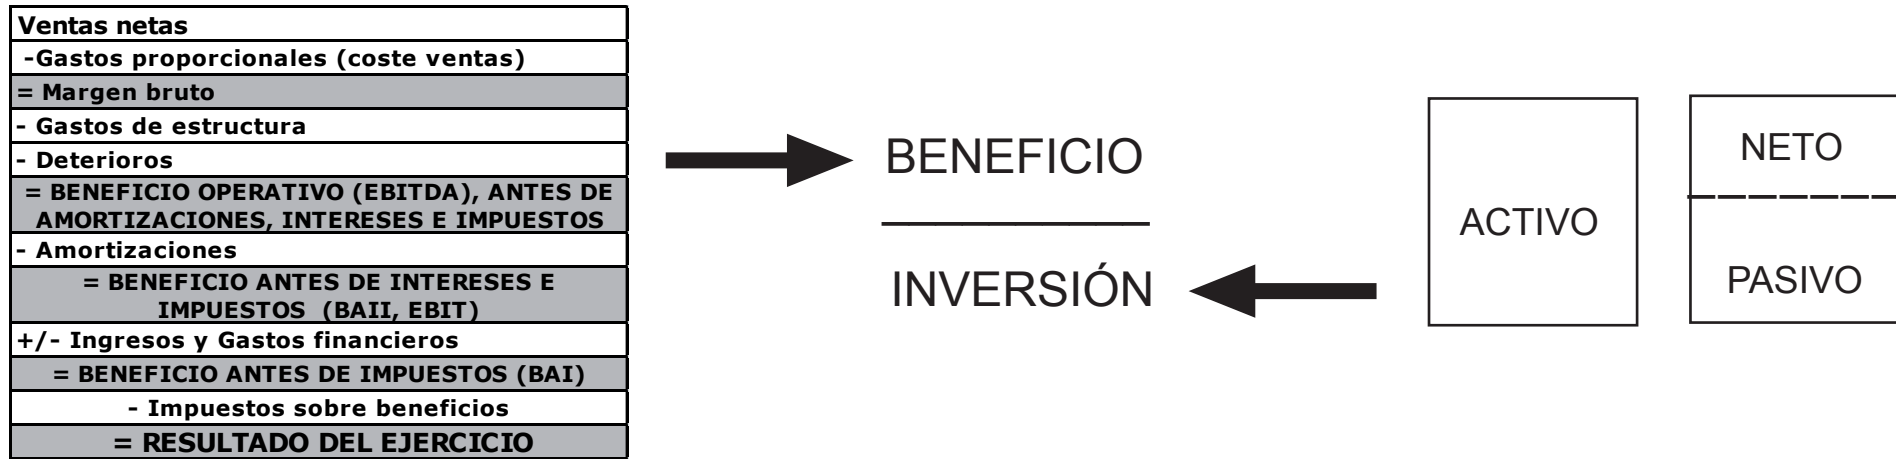 Ventas netas
-Gastos proporcionales (coste ventas)
= Margen bruto
- Gastos de estructura
- Deterioros
= BENEFICIO OPERATIVO (EBITDA), ANTES DE
AMORTIZACIONES, INTERESES E IMPUESTOS
- Amortizaciones
= BENEFICIO ANTES DE INTERESES E
IMPUESTOS (BAII, EBIT)
+/- Ingresos y Gastos financieros
= BENEFICIO ANTES DE IMPUESTOS (BAI)
- Impuestos sobre beneficios
= RESULTADO DEL EJERCICIO
BENEFICIO
INVERSIÓN
ACTIVO
NETO
PASIVO